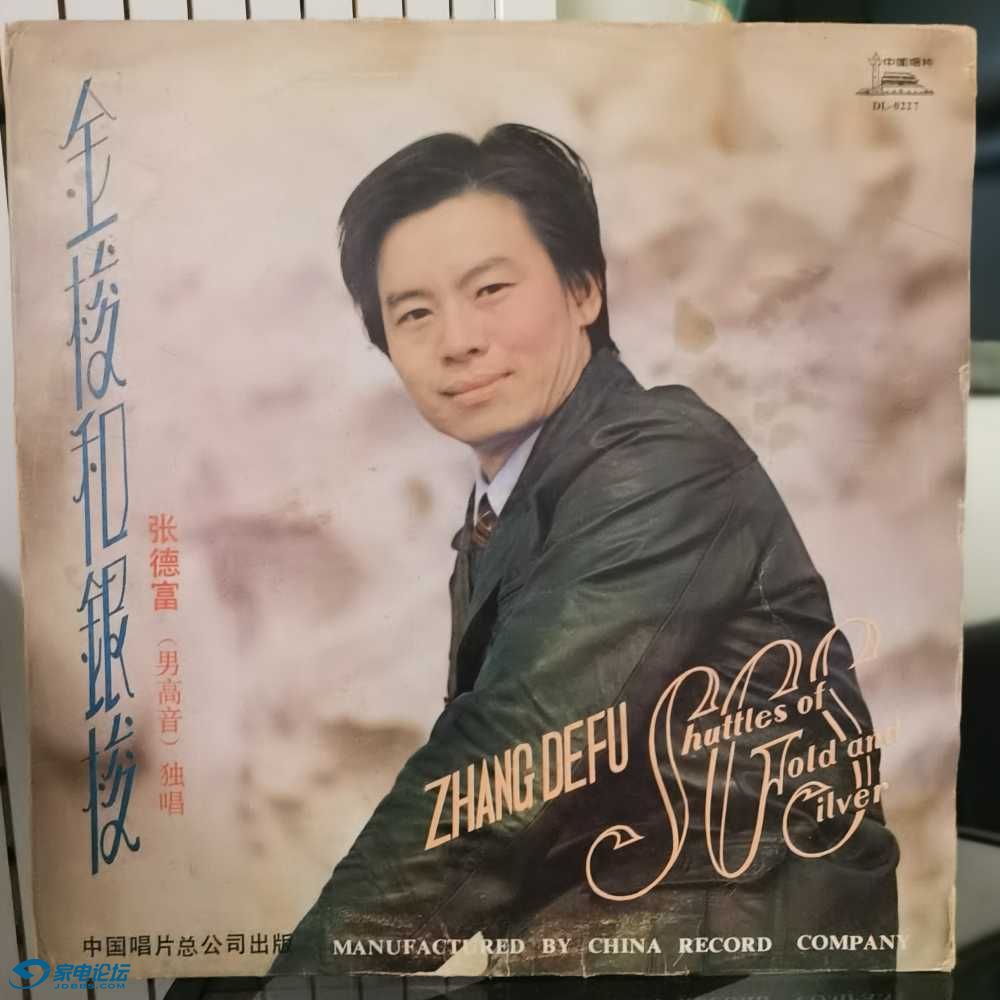 中国唱片
DL-0227
金梭和银梭
张德富（男高音）独唱
ZHANG DEFU
Shuttles of
Gold and
Silver
中国唱片总公司出版
MANUFACTURED BY CHINA RECORD COMPANY
家电论坛
JDBBS.COM